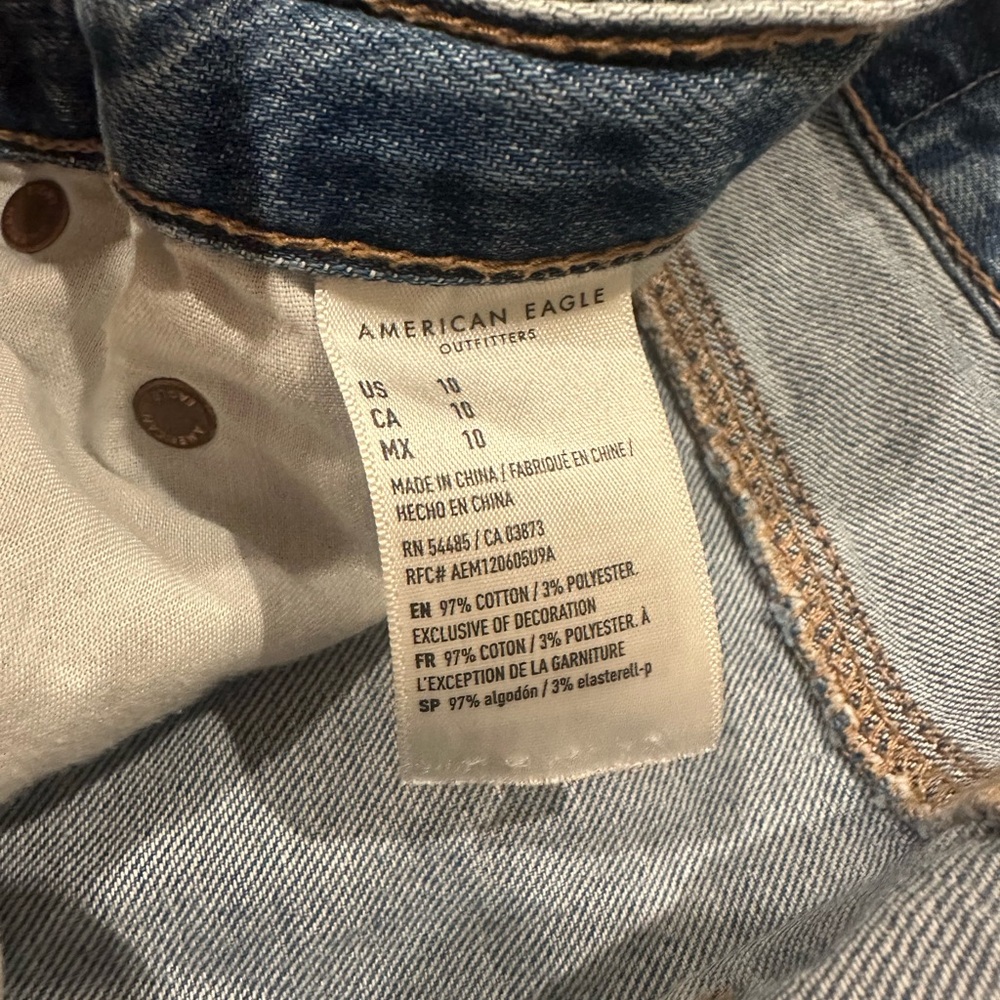 AMERICAN EAGLE
OUTFITTERS
US 10
CA 10
MX 10
MADE IN CHINA / FABRIQUÉ EN CHINE /
HECHO EN CHINA
RN 54485 / CA 03873
RFC# AEM120605U9A
EN 97% COTTON / 3% POLYESTER.
EXCLUSIVE OF DECORATION
FR 97% COTON / 3% POLYESTER. À
L'EXCEPTION DE LA GARNITURE
SP 97% algodón / 3% elasterell-p
AMERICAN
EAGLE